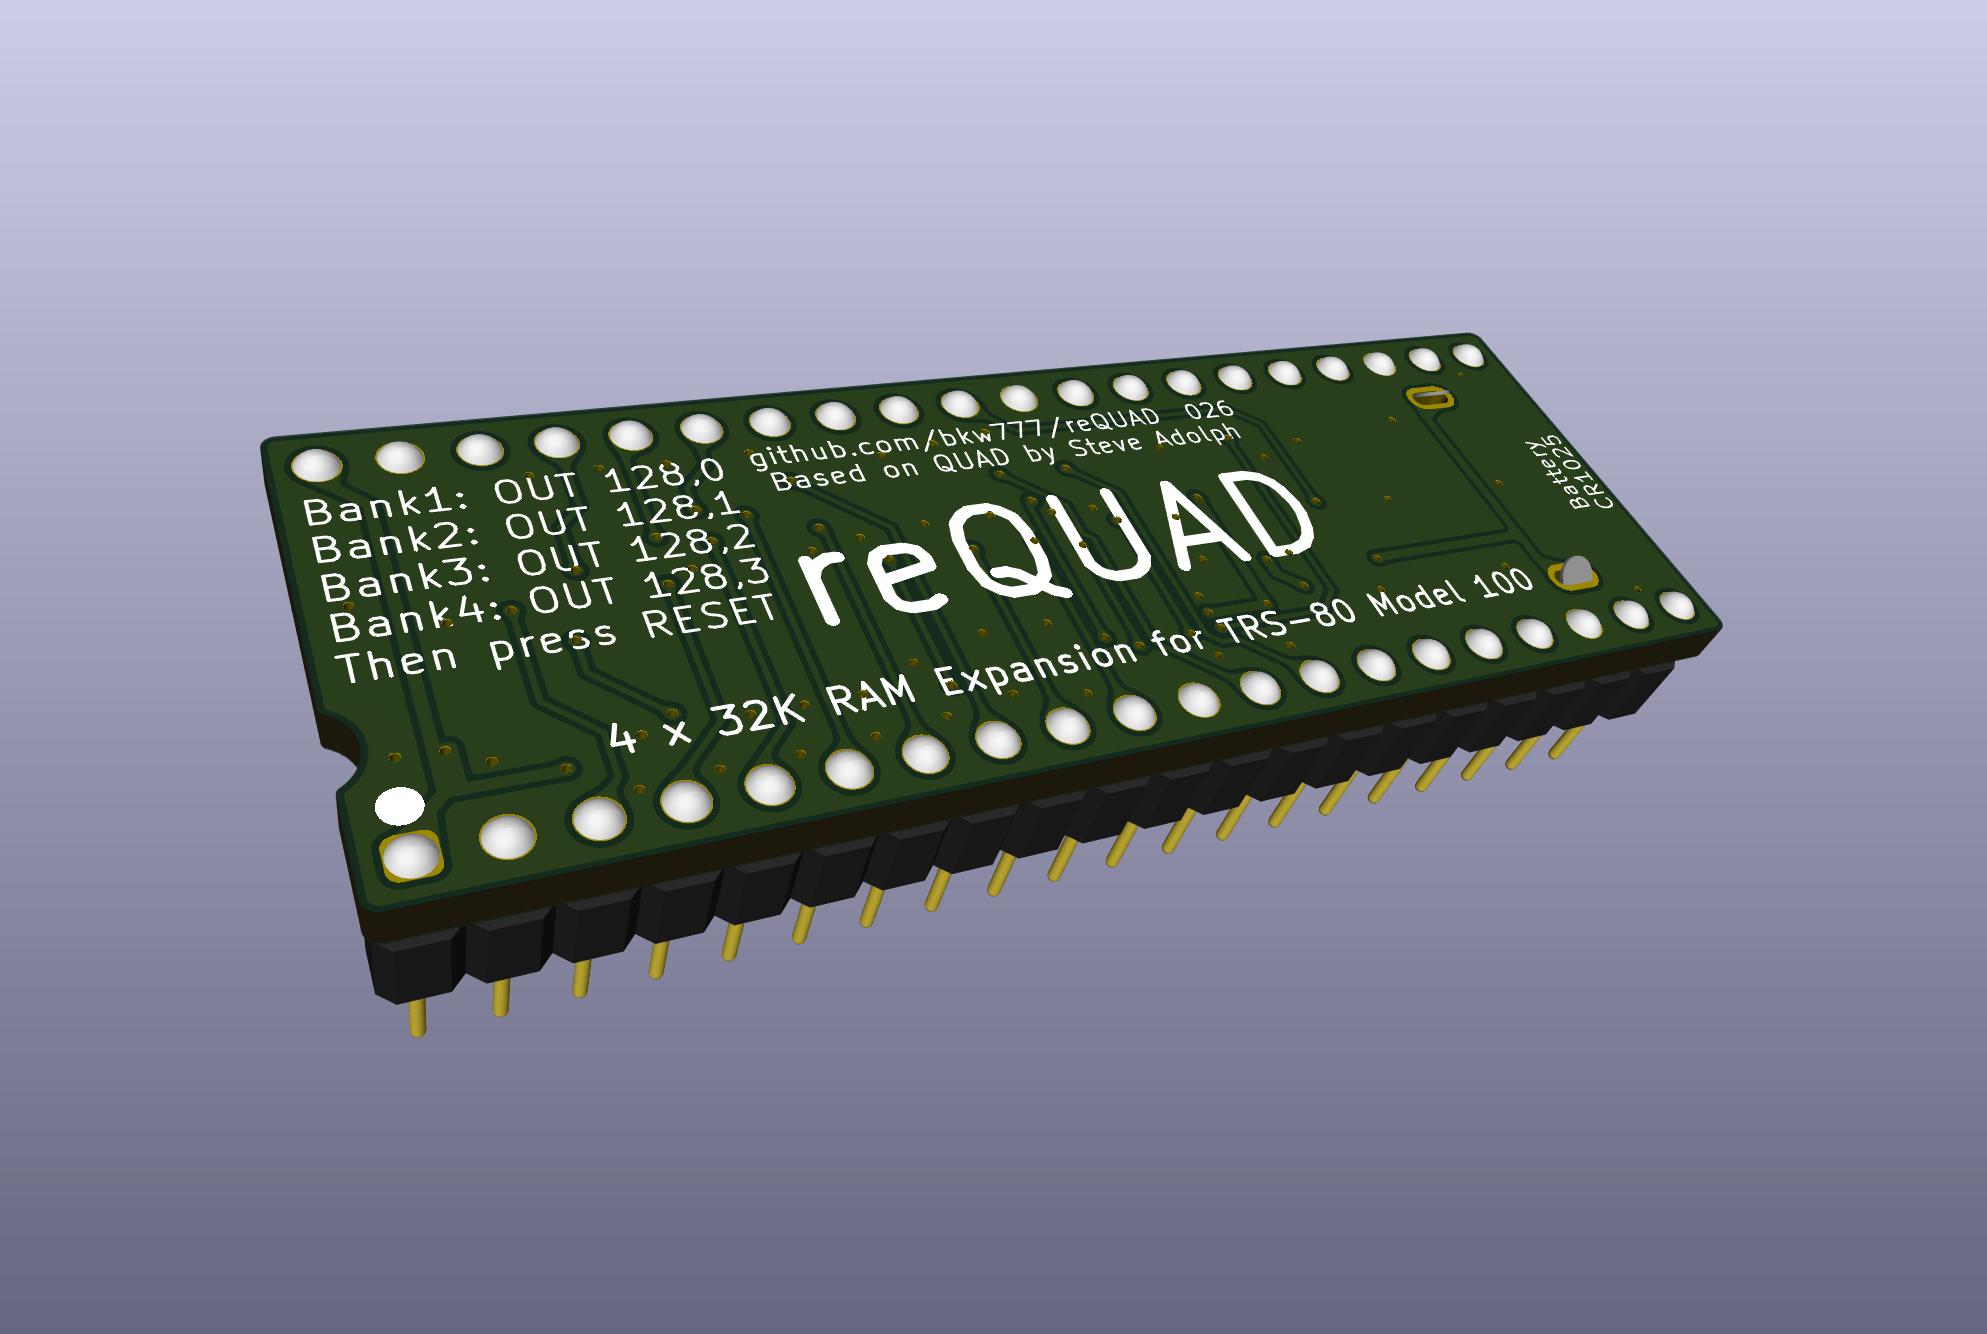 github.com/bkw777/reQUAD 026
Based on QUAD by Steve Adolph
Bank1: OUT 128,0
Bank2: OUT 128,1
Bank3: OUT 128,2
Bank4: OUT 128,3
Then press RESET
reQUAD
4 x 32K RAM Expansion for TRS-80 Model 100
Battery
CR1025